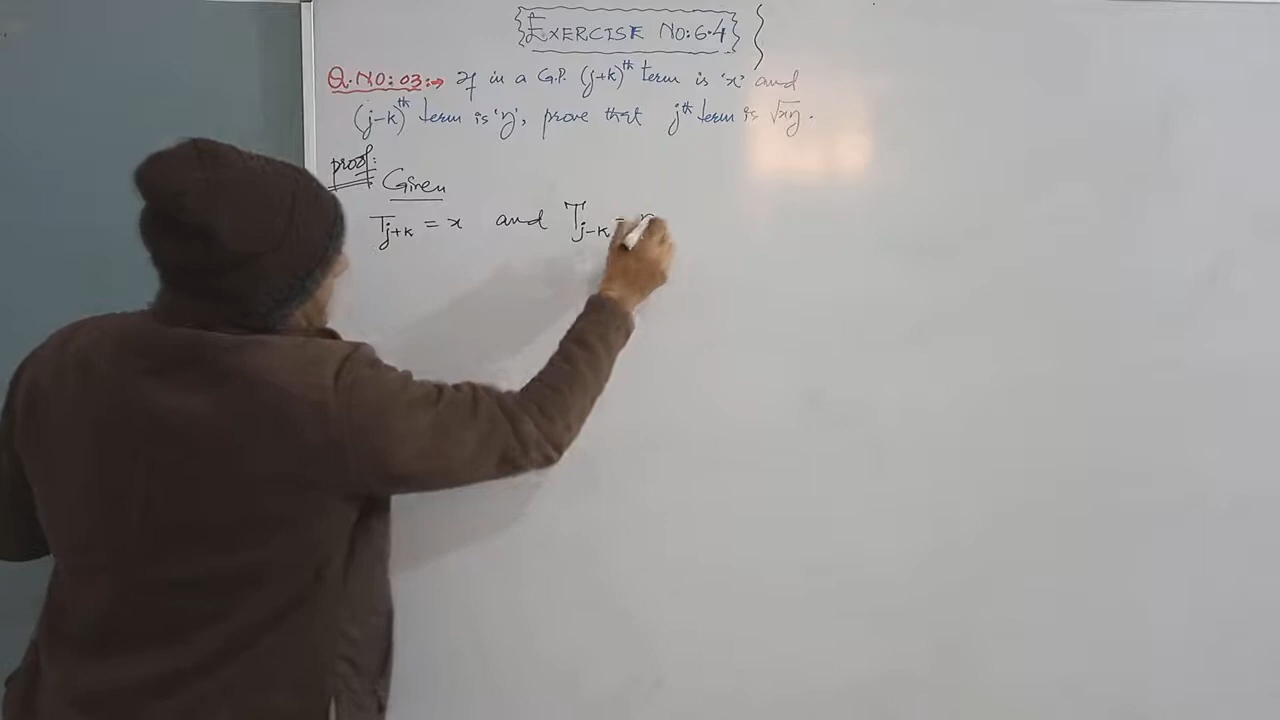 EXERCISE NO:6.4
Q.NO:03:→ If in a G.P. (j+k)th term is 'x' and
(j-k)th term is 'y', prove that jth term is √xy.
proof:
Given
Tj+k = x and Tj-k = y